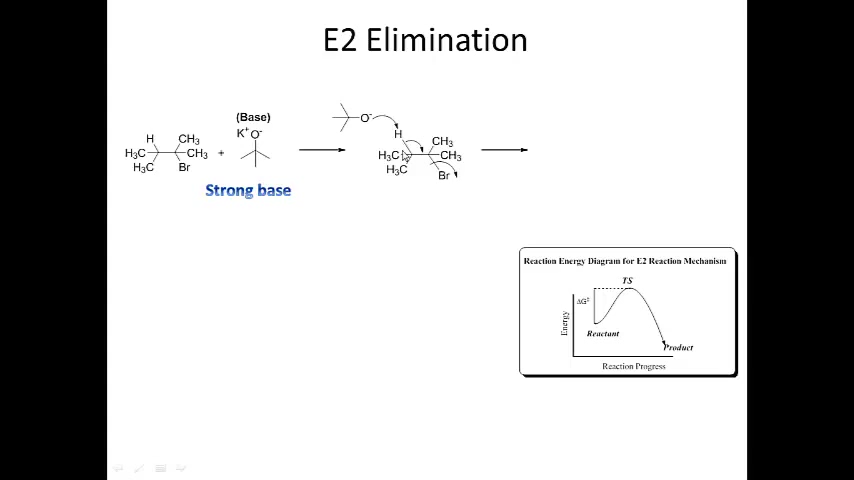 E2 Elimination
(Base)
K+ O-
H CH3
H3C CH3
H3C Br
+
Strong base
O-
H
CH3
H3C CH3
H3C
Br
Reaction Energy Diagram for E2 Reaction Mechanism
TS
ΔG‡
Energy
Reactant
Product
Reaction Progress